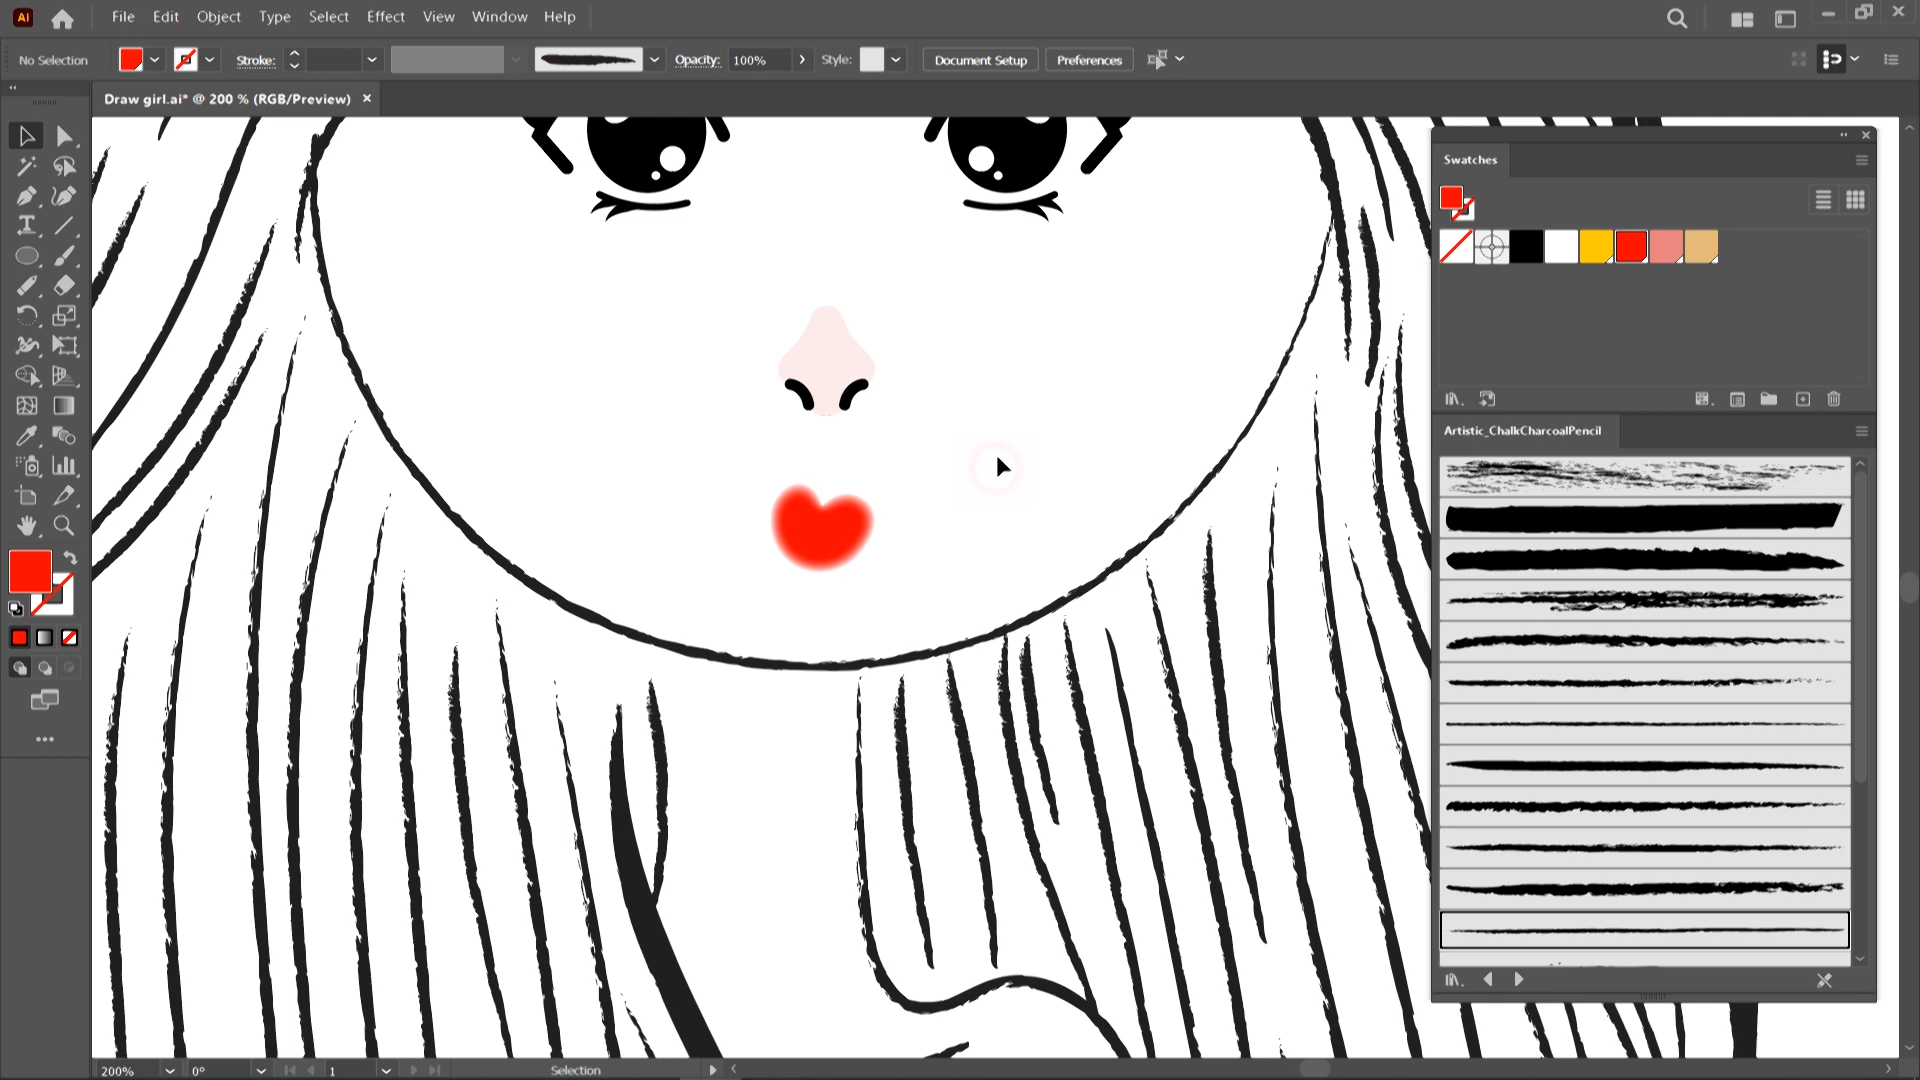 Ai File Edit Object Type Select Effect View Window Help
No Selection Stroke: Opacity: 100% Style: Document Setup Preferences
Draw girl.ai* @ 200 % (RGB/Preview)
Swatches
Artistic_ChalkCharcoalPencil
200% 0° 1 Selection